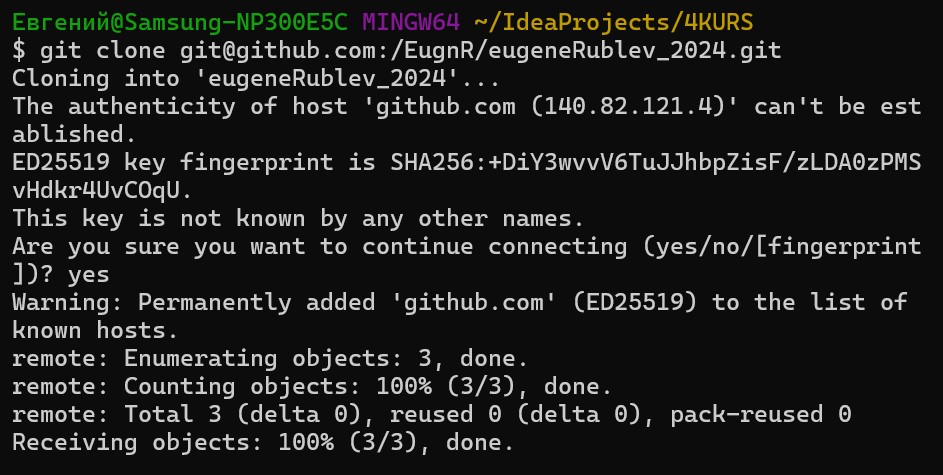 Евгений@Samsung-NP300E5C MINGW64 ~/IdeaProjects/4KURS
$ git clone git@github.com:/EugnR/eugeneRublev_2024.git
Cloning into 'eugeneRublev_2024'...
The authenticity of host 'github.com (140.82.121.4)' can't be est
ablished.
ED25519 key fingerprint is SHA256:+DiY3wvvV6TuJJhbpZisF/zLDA0zPMS
vHdkr4UvCOqU.
This key is not known by any other names.
Are you sure you want to continue connecting (yes/no/[fingerprint
])? yes
Warning: Permanently added 'github.com' (ED25519) to the list of
known hosts.
remote: Enumerating objects: 3, done.
remote: Counting objects: 100% (3/3), done.
remote: Total 3 (delta 0), reused 0 (delta 0), pack-reused 0
Receiving objects: 100% (3/3), done.